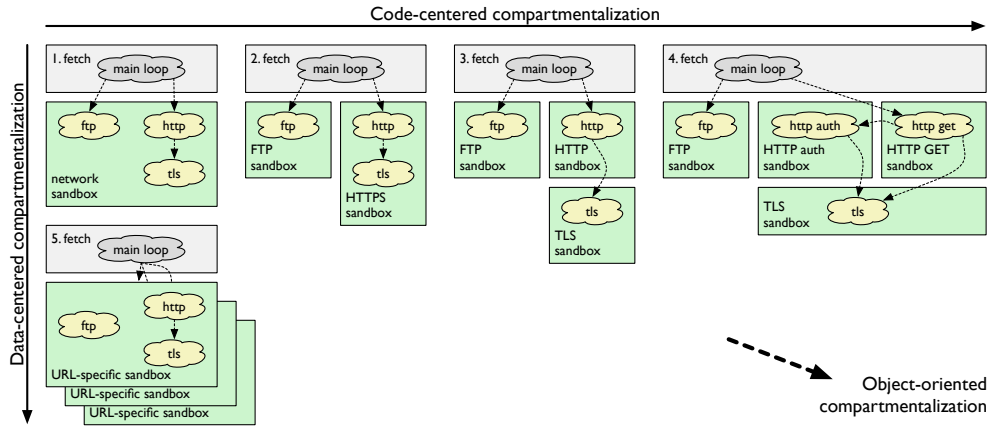 Code-centered compartmentalization
Data-centered compartmentalization
1. fetch
main loop
ftp
http
tls
network
sandbox
2. fetch
main loop
ftp
FTP
sandbox
http
tls
HTTPS
sandbox
3. fetch
main loop
ftp
FTP
sandbox
http
HTTP
sandbox
tls
TLS
sandbox
4. fetch
main loop
ftp
FTP
sandbox
http auth
HTTP auth
sandbox
http get
HTTP GET
sandbox
TLS
sandbox
tls
5. fetch
main loop
http
ftp
tls
URL-specific sandbox
URL-specific sandbox
URL-specific sandbox
Object-oriented
compartmentalization